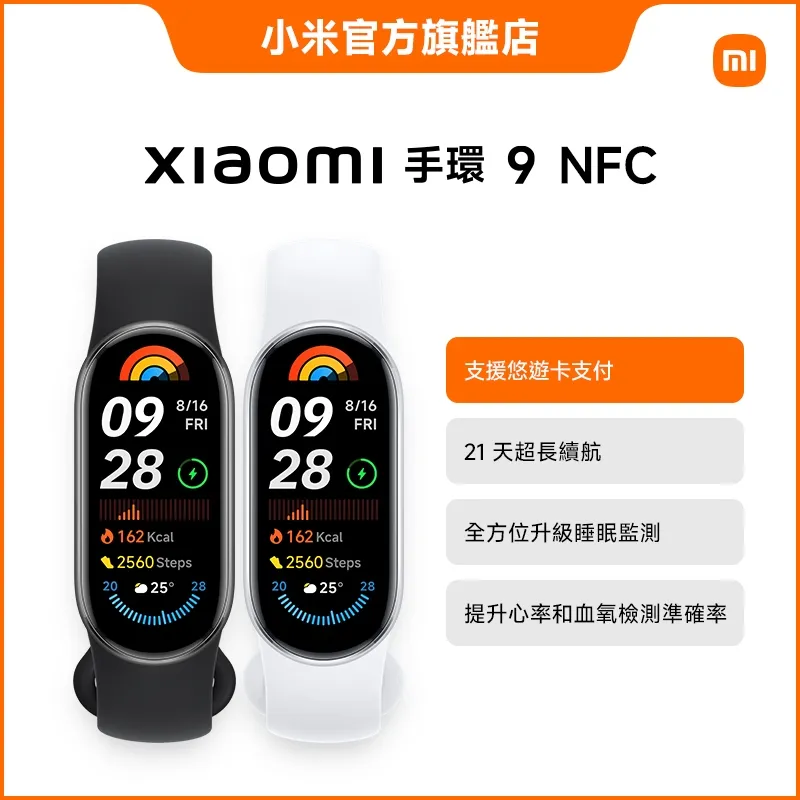 小米官方旗艦店
mi
xiaomi 手環 9 NFC
09 8/16
FRI
28
162 Kcal
2560 Steps
20 25° 28
09 8/16
FRI
28
162 Kcal
2560 Steps
20 25° 28
支援悠遊卡支付
21 天超長續航
全方位升級睡眠監測
提升心率和血氧檢測準確率